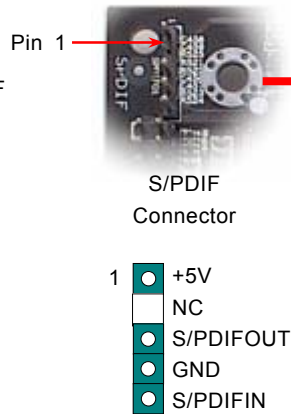 Pin 1
F
S/PDIF
S/PDIF
Connector
1
+5V
NC
S/PDIFOUT
GND
S/PDIFIN